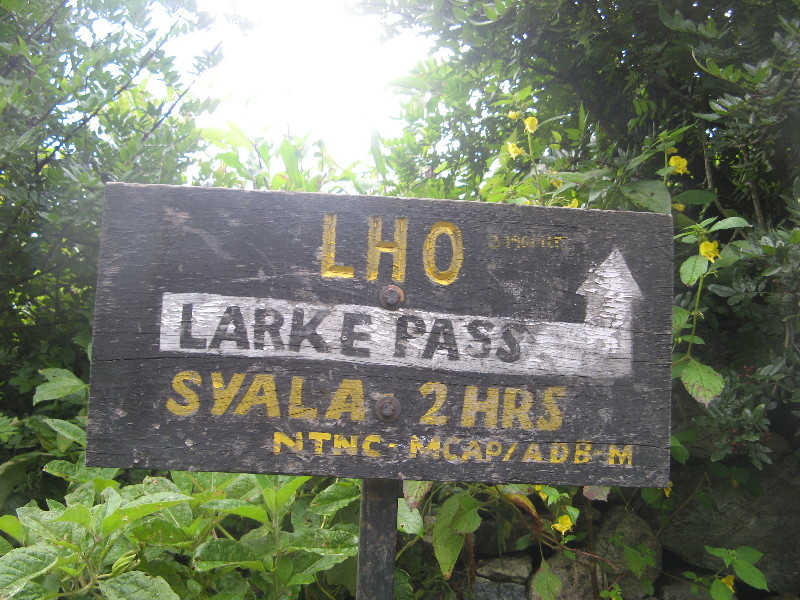 LHO
LARKE PASS
SYALA 2 HRS
NTNC - MCAP/ADB-M